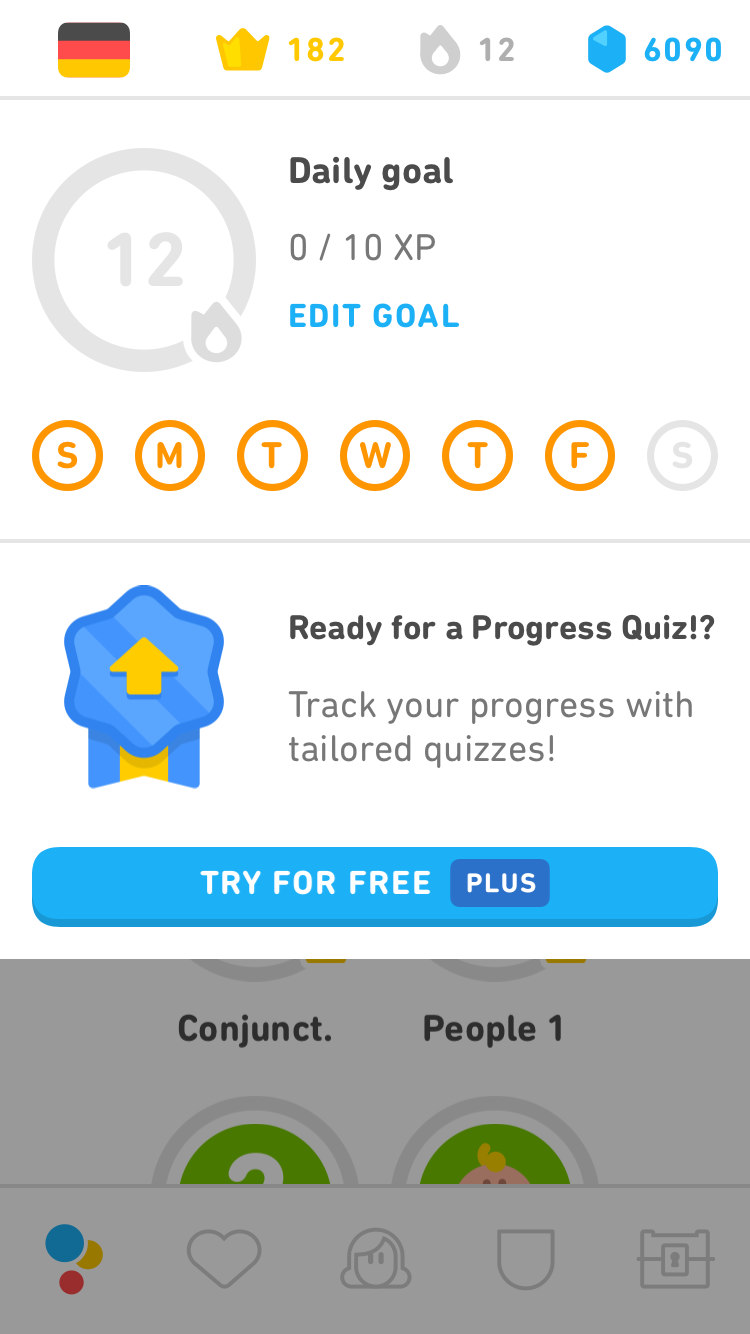 182 12 6090
Daily goal
12
0 / 10 XP
EDIT GOAL
S M T W T F S
Ready for a Progress Quiz!?
Track your progress with
tailored quizzes!
TRY FOR FREE PLUS
Conjunct. People 1
?